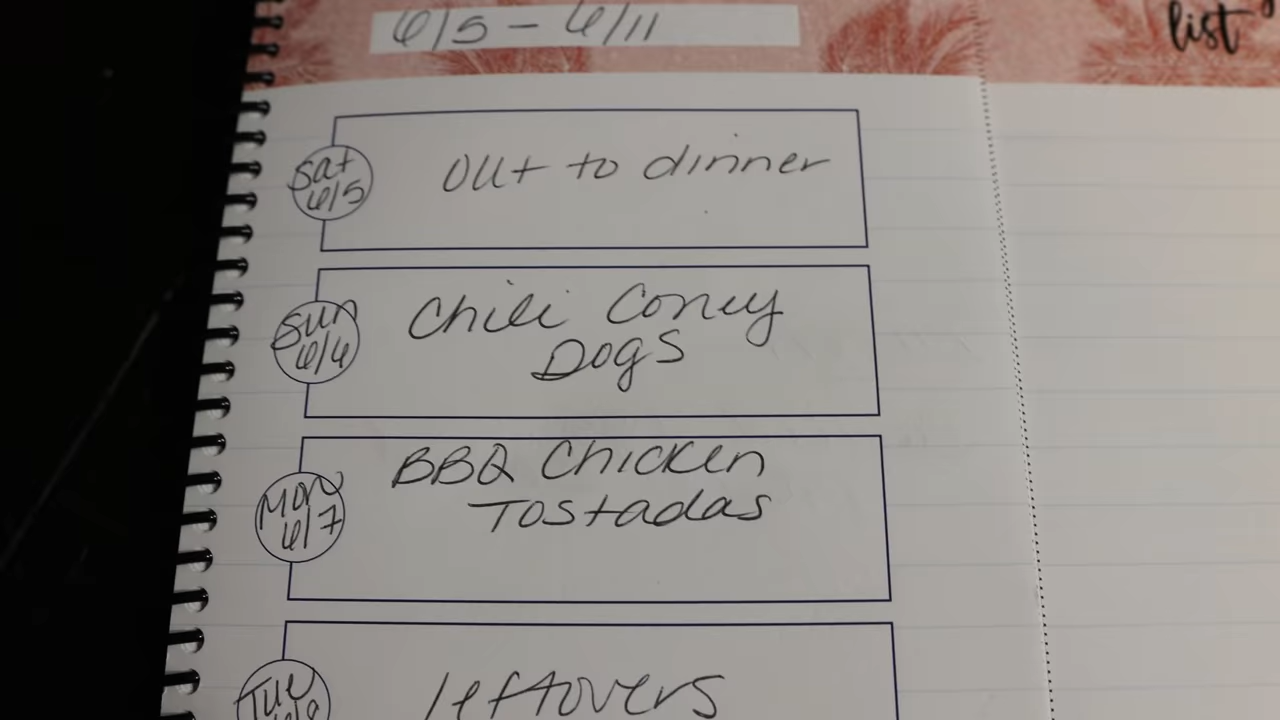 6/5 - 6/11
list
Sat
6/5
out to dinner
Sun
6/6
Chili Coney
Dogs
Mon
6/7
BBQ Chicken
Tostadas
Tue
leftovers